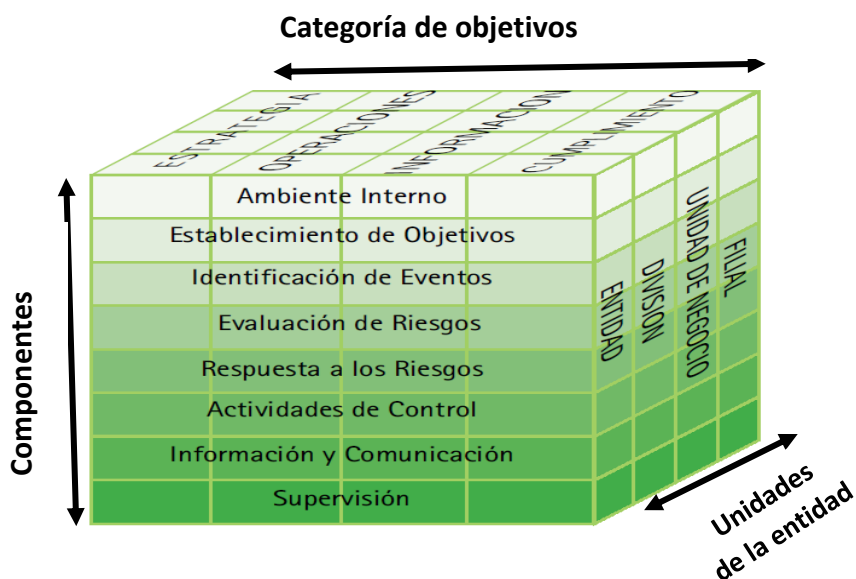 Categoría de objetivos
ESTRATEGIA
OPERACIONES
INFORMACION
CUMPLIMIENTO
Componentes
Ambiente Interno
Establecimiento de Objetivos
Identificación de Eventos
Evaluación de Riesgos
Respuesta a los Riesgos
Actividades de Control
Información y Comunicación
Supervisión
ENTIDAD
DIVISION
UNIDAD DE NEGOCIO
FILIAL
Unidades
de la entidad